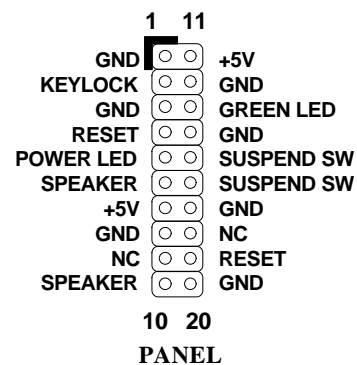 1 11
GND +5V
KEYLOCK GND
GND GREEN LED
RESET GND
POWER LED SUSPEND SW
SPEAKER SUSPEND SW
+5V GND
GND NC
NC RESET
SPEAKER GND
10 20
PANEL